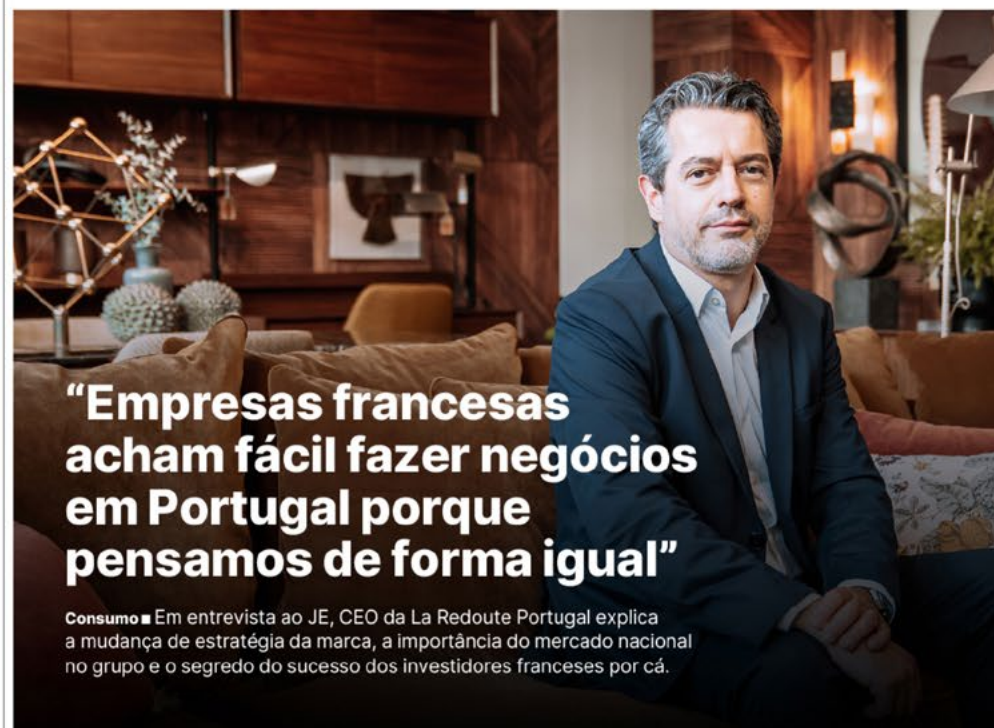 “Empresas francesas
acham fácil fazer negócios
em Portugal porque
pensamos de forma igual”
Consumo ■ Em entrevista ao JE, CEO da La Redoute Portugal explica
a mudança de estratégia da marca, a importância do mercado nacional
no grupo e o segredo do sucesso dos investidores franceses por cá.